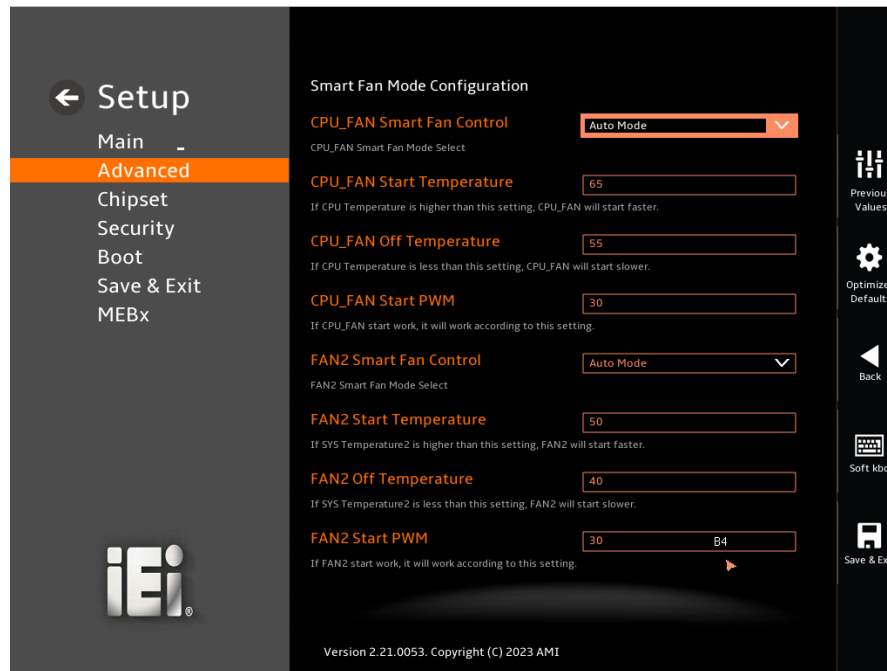 Setup
Main
Advanced
Chipset
Security
Boot
Save & Exit
MEBx
iEi
®
Smart Fan Mode Configuration
CPU_FAN Smart Fan Control
Auto Mode
CPU_FAN Smart Fan Mode Select
CPU_FAN Start Temperature
65
If CPU Temperature is higher than this setting, CPU_FAN will start faster.
CPU_FAN Off Temperature
55
If CPU Temperature is less than this setting, CPU_FAN will start slower.
CPU_FAN Start PWM
30
If CPU_FAN start work, it will work according to this setting.
FAN2 Smart Fan Control
Auto Mode
FAN2 Smart Fan Mode Select
FAN2 Start Temperature
50
If SYS Temperature2 is higher than this setting, FAN2 will start faster.
FAN2 Off Temperature
40
If SYS Temperature2 is less than this setting, FAN2 will start slower.
FAN2 Start PWM
30
B4
If FAN2 start work, it will work according to this setting.
Version 2.21.0053. Copyright (C) 2023 AMI
Previou
Values
Optimize
Default
Back
Soft kbd
Save & Ex